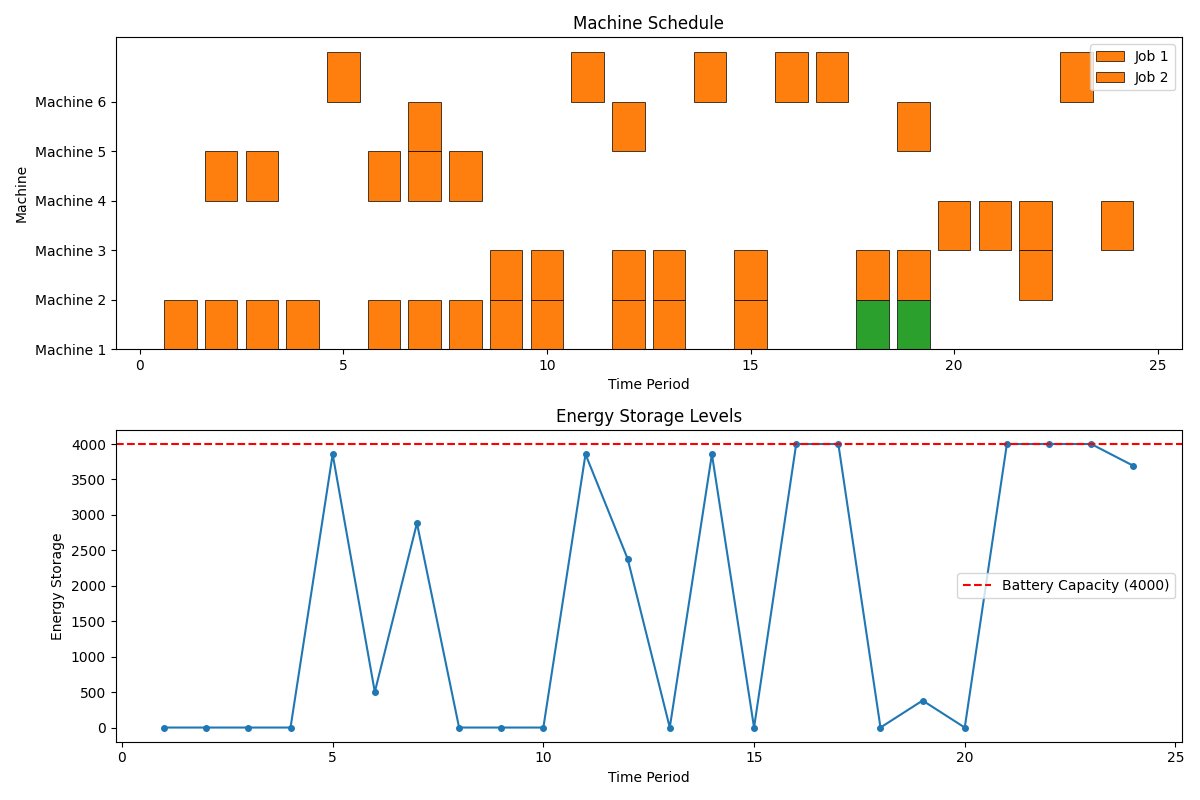 Machine Schedule
Job 1
Job 2
Machine 6
Machine 5
Machine 4
Machine 3
Machine 2
Machine 1
Machine
0 5 10 15 20 25
Time Period
Energy Storage Levels
4000
3500
3000
2500
2000
1500
1000
500
0
Energy Storage
Battery Capacity (4000)
0 5 10 15 20 25
Time Period